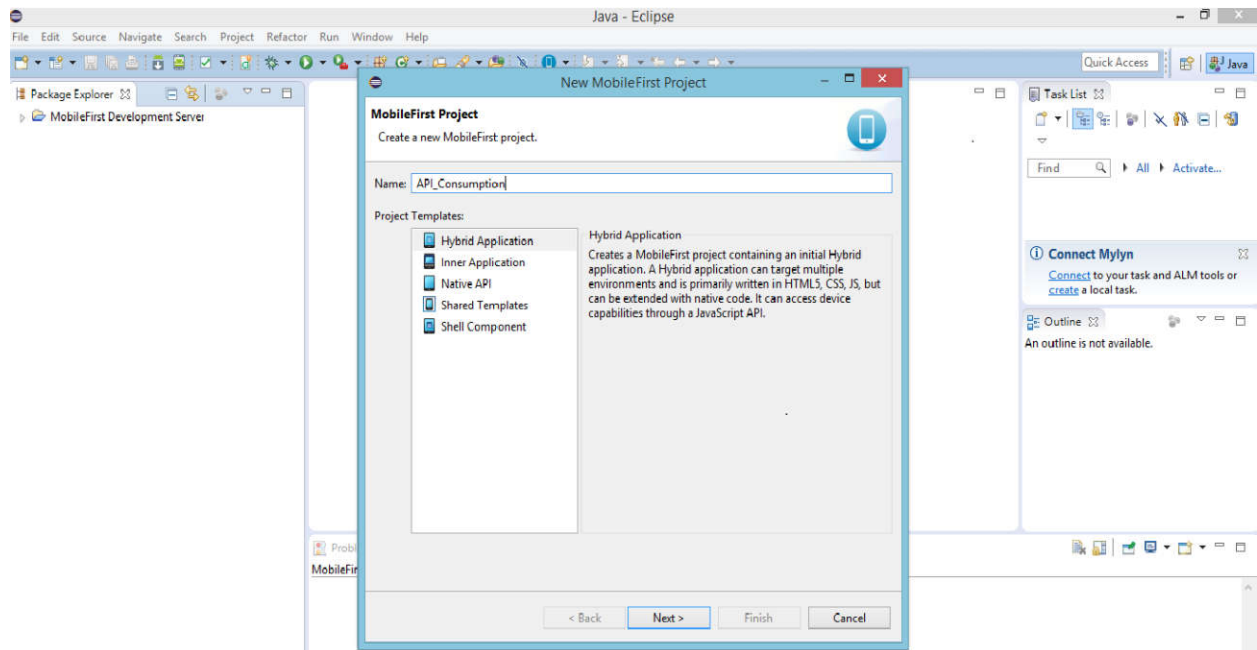 Java - Eclipse
File Edit Source Navigate Search Project Refactor Run Window Help
Quick Access
Java
Package Explorer
MobileFirst Development Server
New MobileFirst Project
MobileFirst Project
Create a new MobileFirst project.
Name: API_Consumption
Project Templates:
Hybrid Application
Inner Application
Native API
Shared Templates
Shell Component
Hybrid Application
Creates a MobileFirst project containing an initial Hybrid
application. A Hybrid application can target multiple
environments and is primarily written in HTML5, CSS, JS, but
can be extended with native code. It can access device
capabilities through a JavaScript API.
< Back Next > Finish Cancel
Task List
Find All Activate...
Connect Mylyn
Connect to your task and ALM tools or
create a local task.
Outline
An outline is not available.
Probl
MobileFir